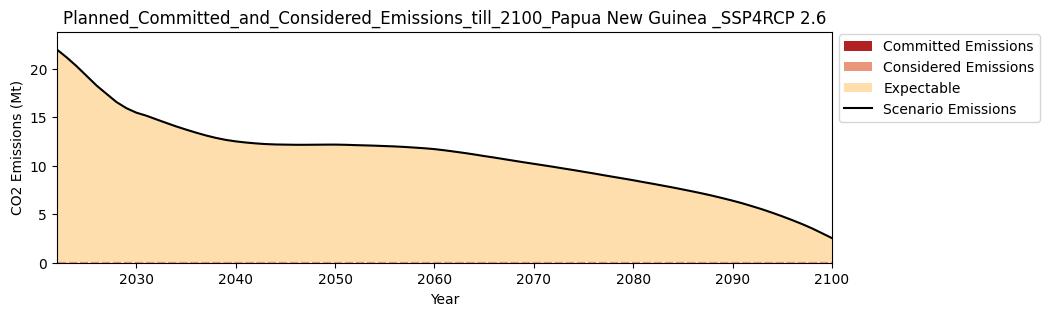 Planned_Committed_and_Considered_Emissions_till_2100_Papua New Guinea _SSP4RCP 2.6
Committed Emissions
Considered Emissions
Expectable
Scenario Emissions
CO2 Emissions (Mt)
20
15
10
5
0
2030 2040 2050 2060 2070 2080 2090 2100
Year